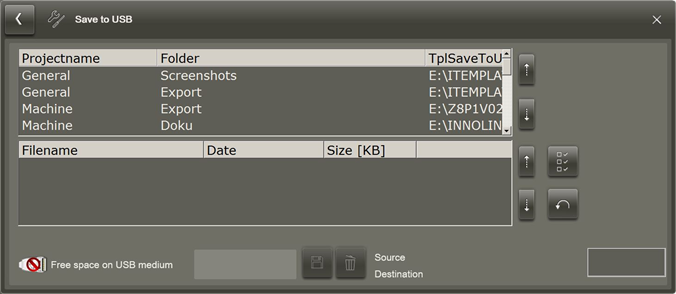 Save to USB
Projectname Folder TplSaveToU
General Screenshots E:\ITEMPLA
General Export E:\ITEMPLA
Machine Export E:\Z8P1V02
Machine Doku E:\INNOLIN
Filename Date Size [KB]
Free space on USB medium
Source
Destination